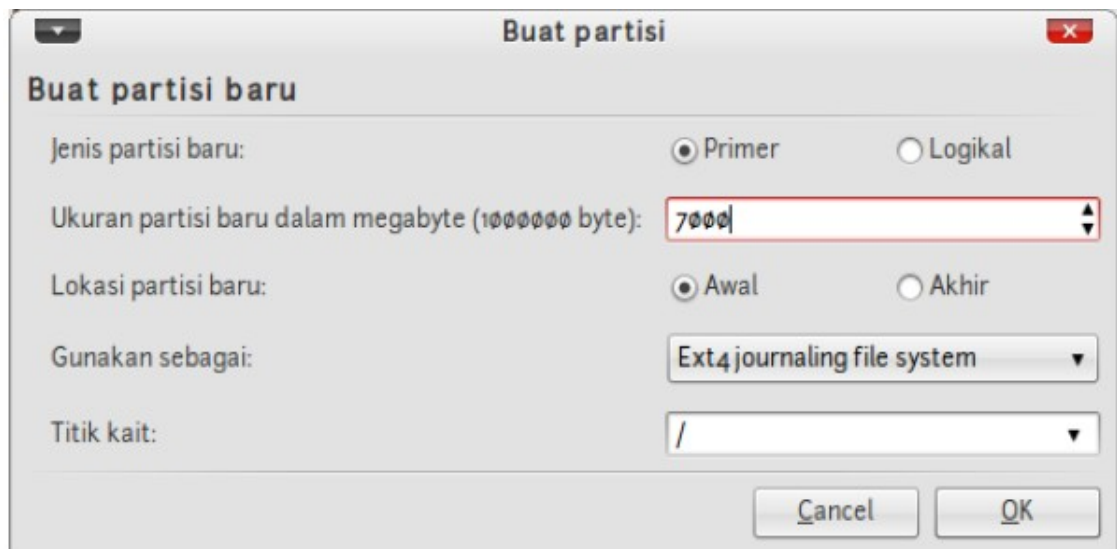 Buat partisi
Buat partisi baru
Jenis partisi baru: Primer Logikal
Ukuran partisi baru dalam megabyte (1000000 byte): 7000
Lokasi partisi baru: Awal Akhir
Gunakan sebagai: Ext4 journaling file system
Titik kait: /
Cancel OK